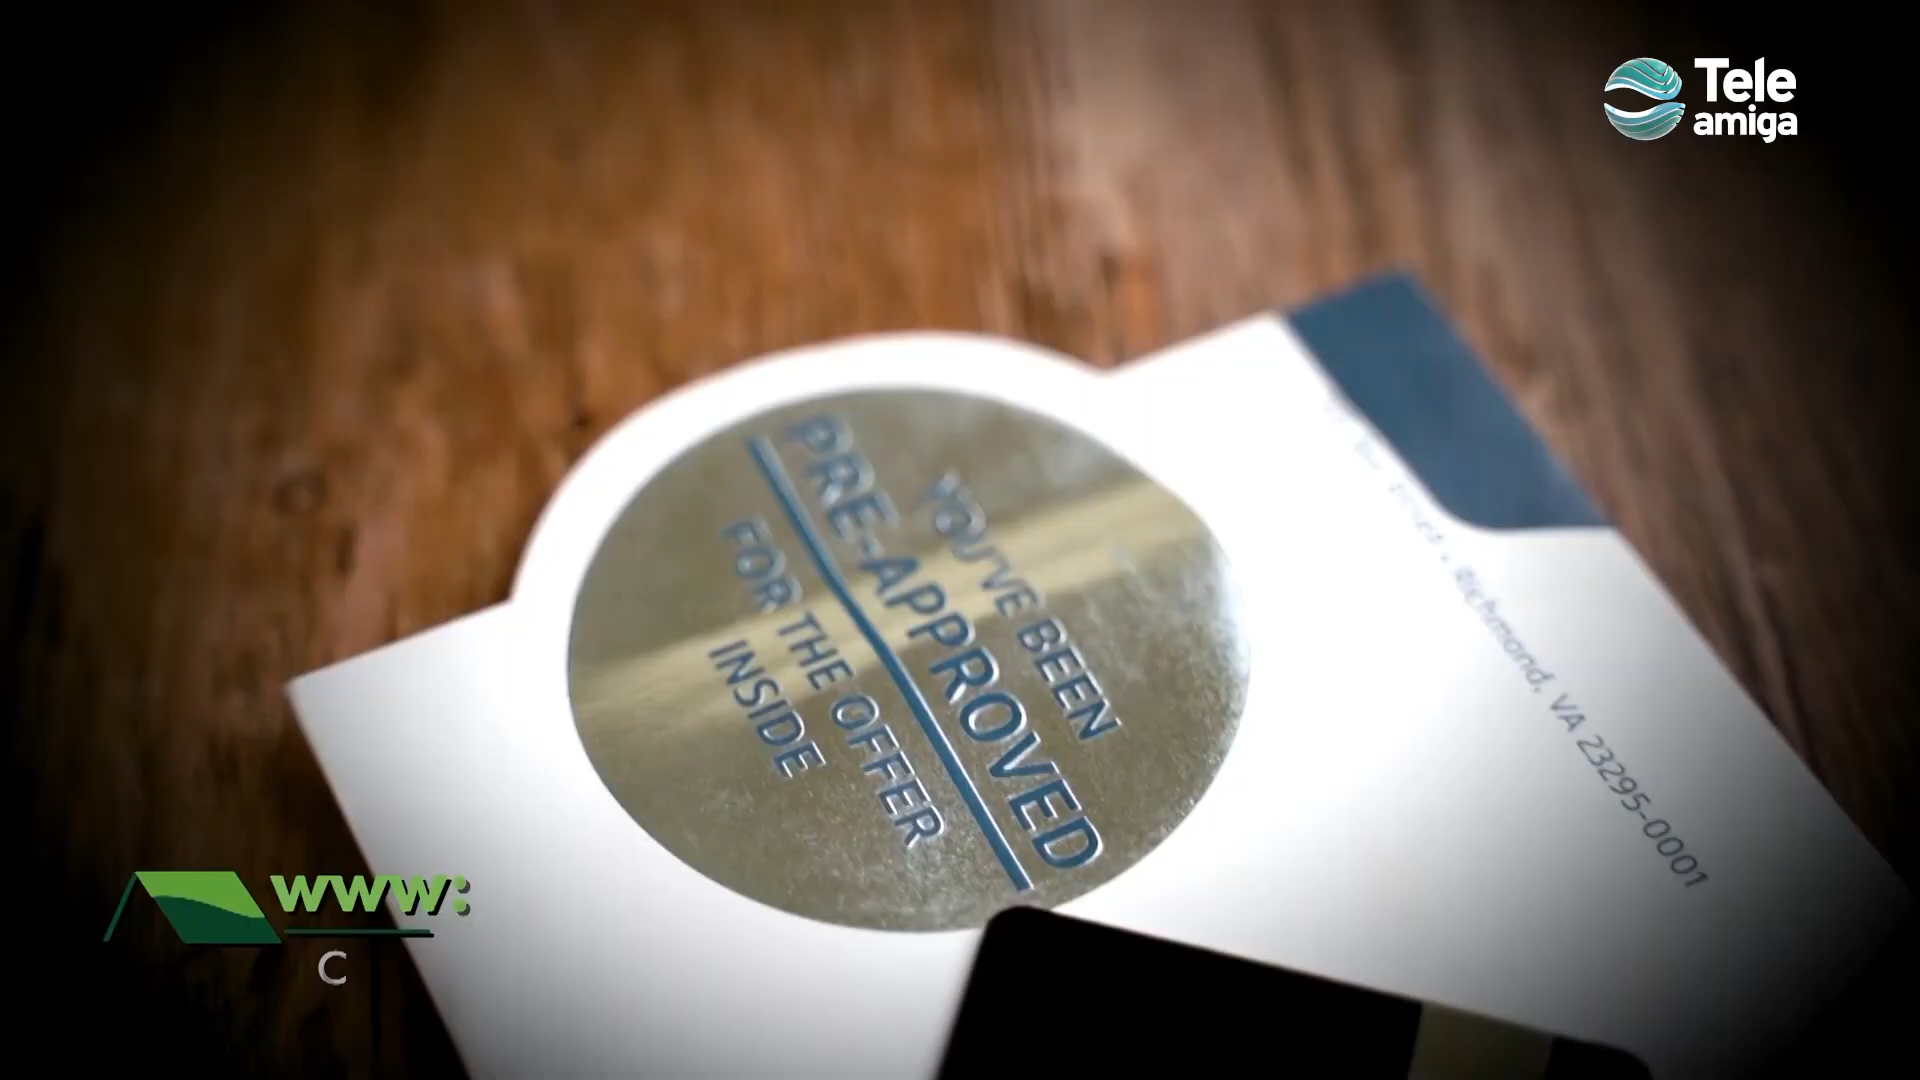 Tele
amiga
YOU'VE BEEN
PRE-APPROVED
FOR THE OFFER
INSIDE
Richmond, VA 23295-0001
www:
C